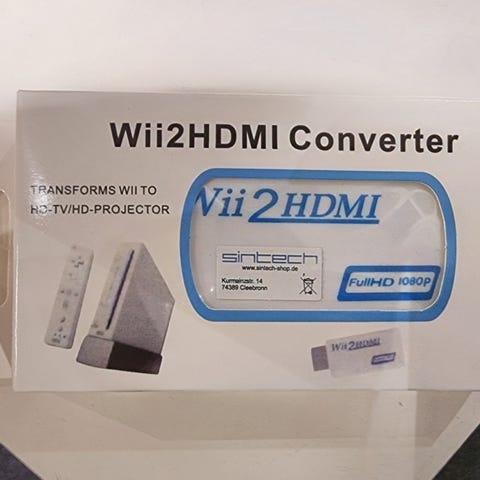 Wii2HDMI Converter
TRANSFORMS WII TO
HD-TV/HD-PROJECTOR
Wii 2 HDMI
sintech
www.sintech-shop.de
Kurmainzstr. 14
74389 Cleebronn
FullHD 1080P
Wii 2 HDMI